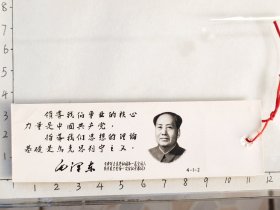 领导我们事业的核心
力量是中国共产党。
指导我们思想的理论
基础是马克思列宁主义。
毛泽东
4-1-2
1 2 3 4 5 6 7 8 9 10 11 12